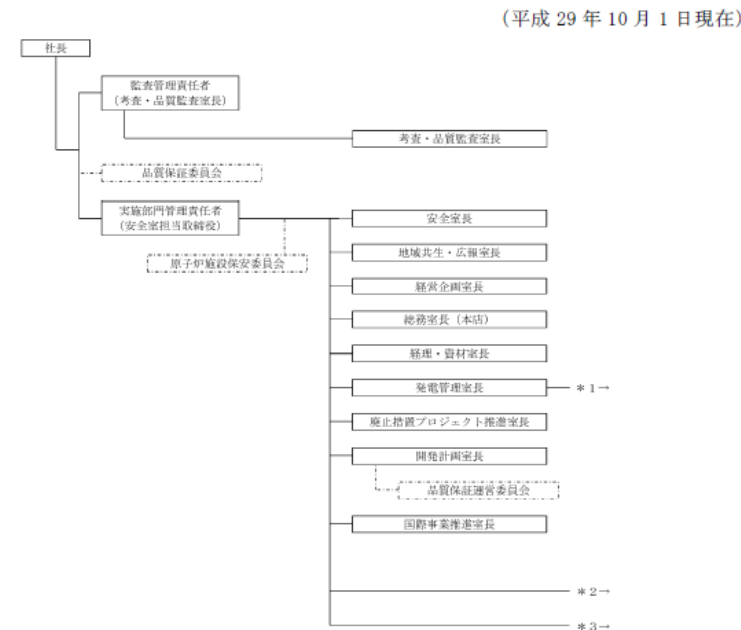 (平成 29 年 10 月 1 日現在)
社長
監査管理責任者
(考査・品質監査室長)
考査・品質監査室長
品質保証委員会
実施部門管理責任者
(安全室担当取締役)
安全室長
原子炉施設保安委員会
地域共生・広報室長
経営企画室長
総務室長(本店)
経理・資材室長
発電管理室長
*1→
廃止措置プロジェクト推進室長
開発計画室長
品質保証運営委員会
国際事業推進室長
*2→
*3→